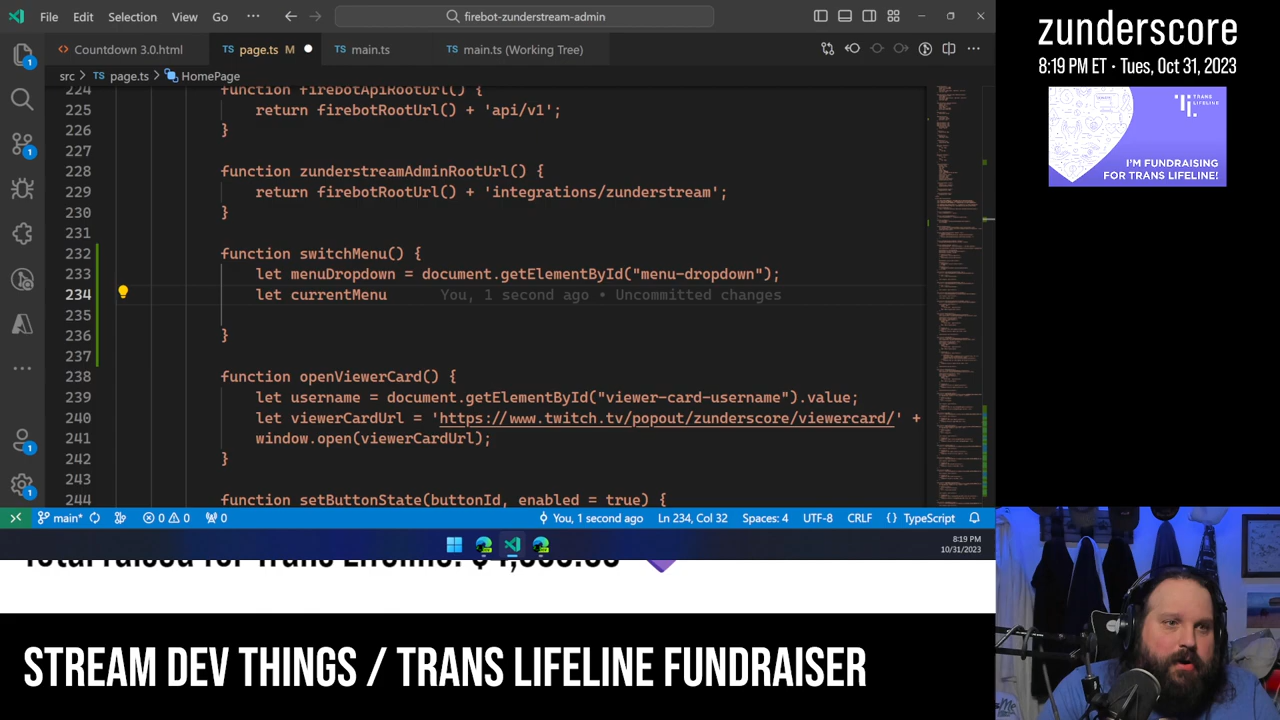 File Edit Selection View Go ··· firebot-zunderstream-admin
Countdown 3.0.html TS page.ts M TS main.ts TS main.ts (Working Tree)
src > TS page.ts > HomePage
224 function firebotApiRootUrl() {
225 return firebotRootUrl() + 'api/v1';
226 }
227
228 function zunderstreamAdminRootUrl() {
229 return firebotRootUrl() + 'integrations/zunderstream';
230 }
231
232 function switchMenu() {
233 let menuDropdown = document.getElementById("menu-dropdown");
234 let currentMenu You, 1 second ago • Uncommitted changes
235
236 }
237
238 function openViewerCard() {
239 let username = document.getElementById("viewer-card-username").value;
240 let viewerCardUrl = 'https://www.twitch.tv/popout/zunderscore/viewercard/' +
241 window.open(viewerCardUrl);
242 }
243
244 function setButtonState(buttonId, enabled = true) {
main* 0 0 0 You, 1 second ago Ln 234, Col 32 Spaces: 4 UTF-8 CRLF { } TypeScript
8:19 PM
10/31/2023
Total raised for Trans Lifeline:
STREAM DEV THINGS / TRANS LIFELINE FUNDRAISER
zunderscore
8:19 PM ET · Tues, Oct 31, 2023
TRANS
LIFELINE
I'M FUNDRAISING
FOR TRANS LIFELINE!